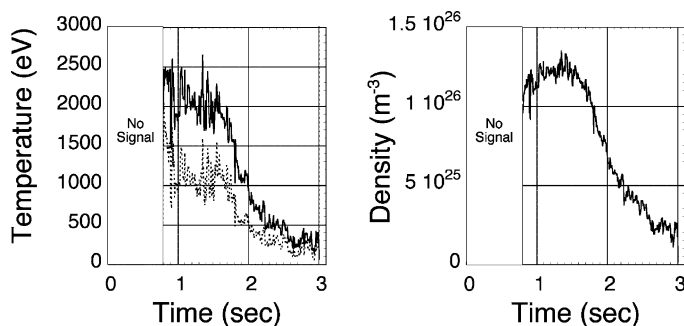 Temperature (eV)
3000
2500
2000
1500
1000
500
0
No
Signal
1
2
3
Time (sec)
Density (m-3)
1.5 10^26
1 10^26
5 10^25
0
No
Signal
0
1
2
3
Time (sec)